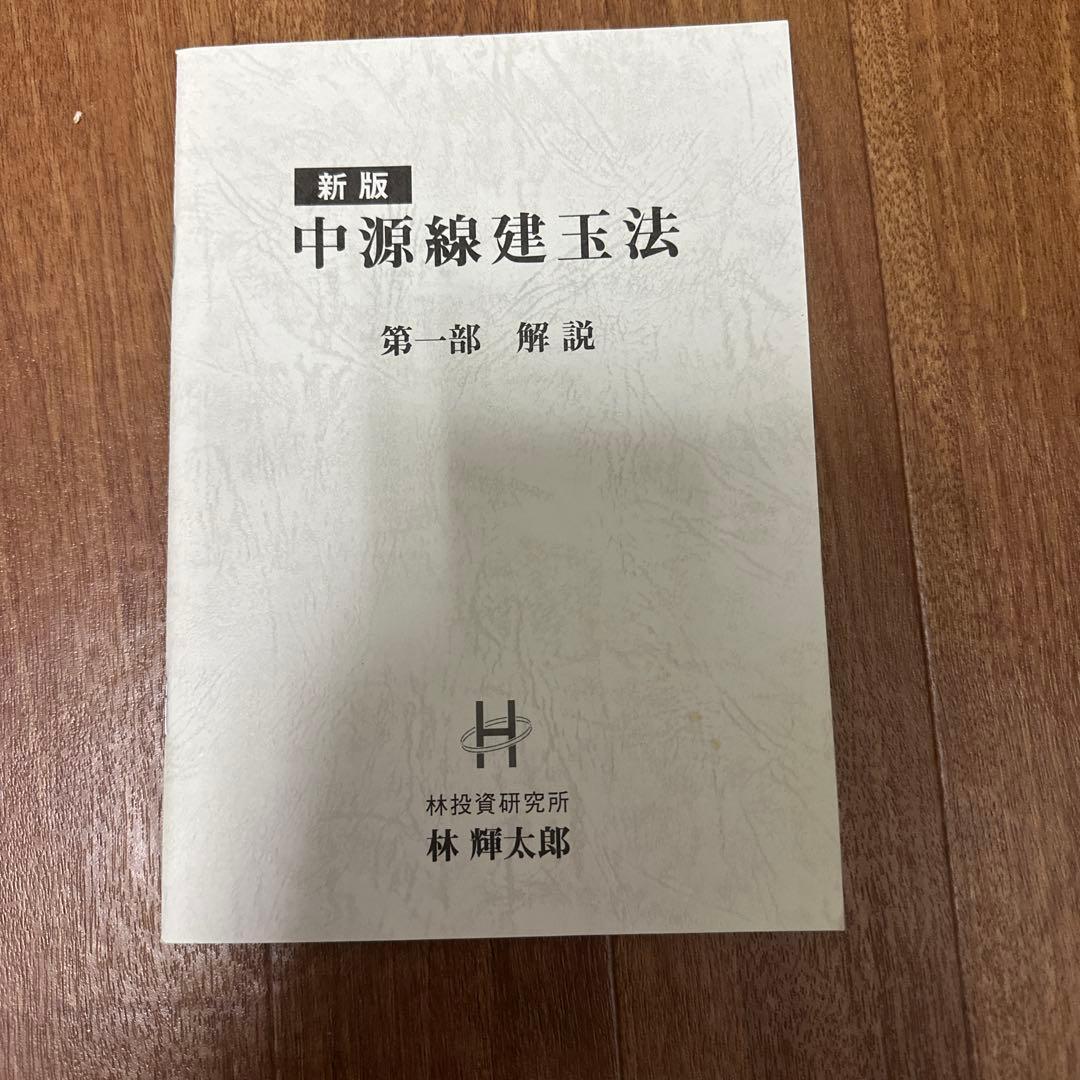 新版
中源線建玉法
第一部 解説
H
林投資研究所
林 輝太郎